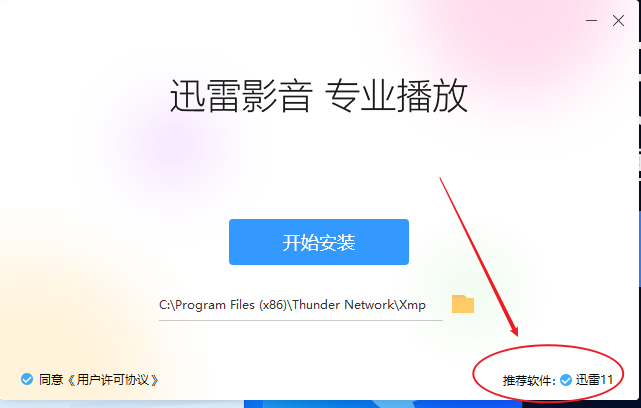 迅雷影音 专业播放
开始安装
C:\Program Files (x86)\Thunder Network\Xmp
同意《用户许可协议》
推荐软件: 迅雷11